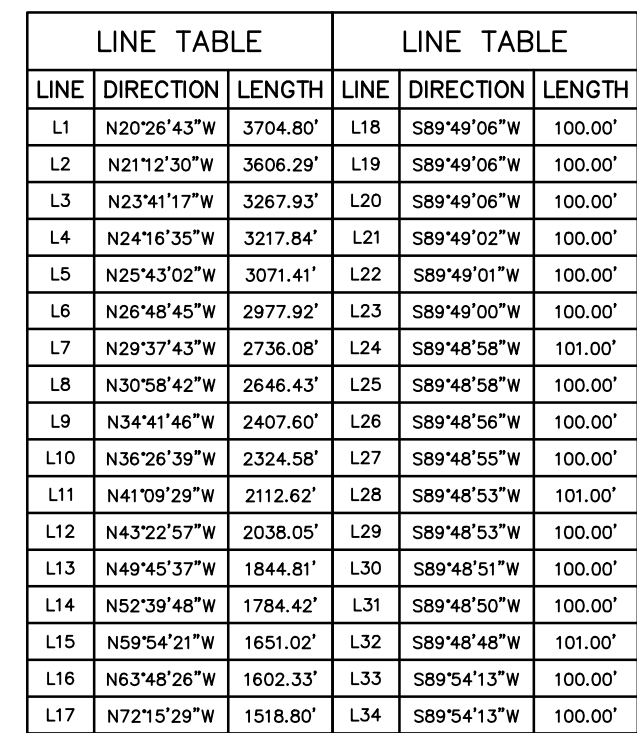 LINE TABLE LINE TABLE
LINE DIRECTION LENGTH LINE DIRECTION LENGTH
L1 N20°26'43"W 3704.80' L18 S89°49'06"W 100.00'
L2 N21°12'30"W 3606.29' L19 S89°49'06"W 100.00'
L3 N23°41'17"W 3267.93' L20 S89°49'06"W 100.00'
L4 N24°16'35"W 3217.84' L21 S89°49'02"W 100.00'
L5 N25°43'02"W 3071.41' L22 S89°49'01"W 100.00'
L6 N26°48'45"W 2977.92' L23 S89°49'00"W 100.00'
L7 N29°37'43"W 2736.08' L24 S89°48'58"W 101.00'
L8 N30°58'42"W 2646.43' L25 S89°48'58"W 100.00'
L9 N34°41'46"W 2407.60' L26 S89°48'56"W 100.00'
L10 N36°26'39"W 2324.58' L27 S89°48'55"W 100.00'
L11 N41°09'29"W 2112.62' L28 S89°48'53"W 101.00'
L12 N43°22'57"W 2038.05' L29 S89°48'53"W 100.00'
L13 N49°45'37"W 1844.81' L30 S89°48'51"W 100.00'
L14 N52°39'48"W 1784.42' L31 S89°48'50"W 100.00'
L15 N59°54'21"W 1651.02' L32 S89°48'48"W 101.00'
L16 N63°48'26"W 1602.33' L33 S89°54'13"W 100.00'
L17 N72°15'29"W 1518.80' L34 S89°54'13"W 100.00'